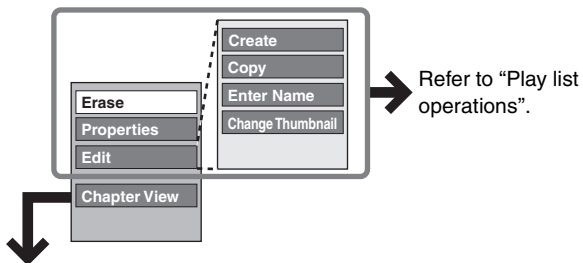 Create
Copy
Enter Name
Change Thumbnail
Erase
Properties
Edit
Chapter View
Refer to “Play list
operations”.